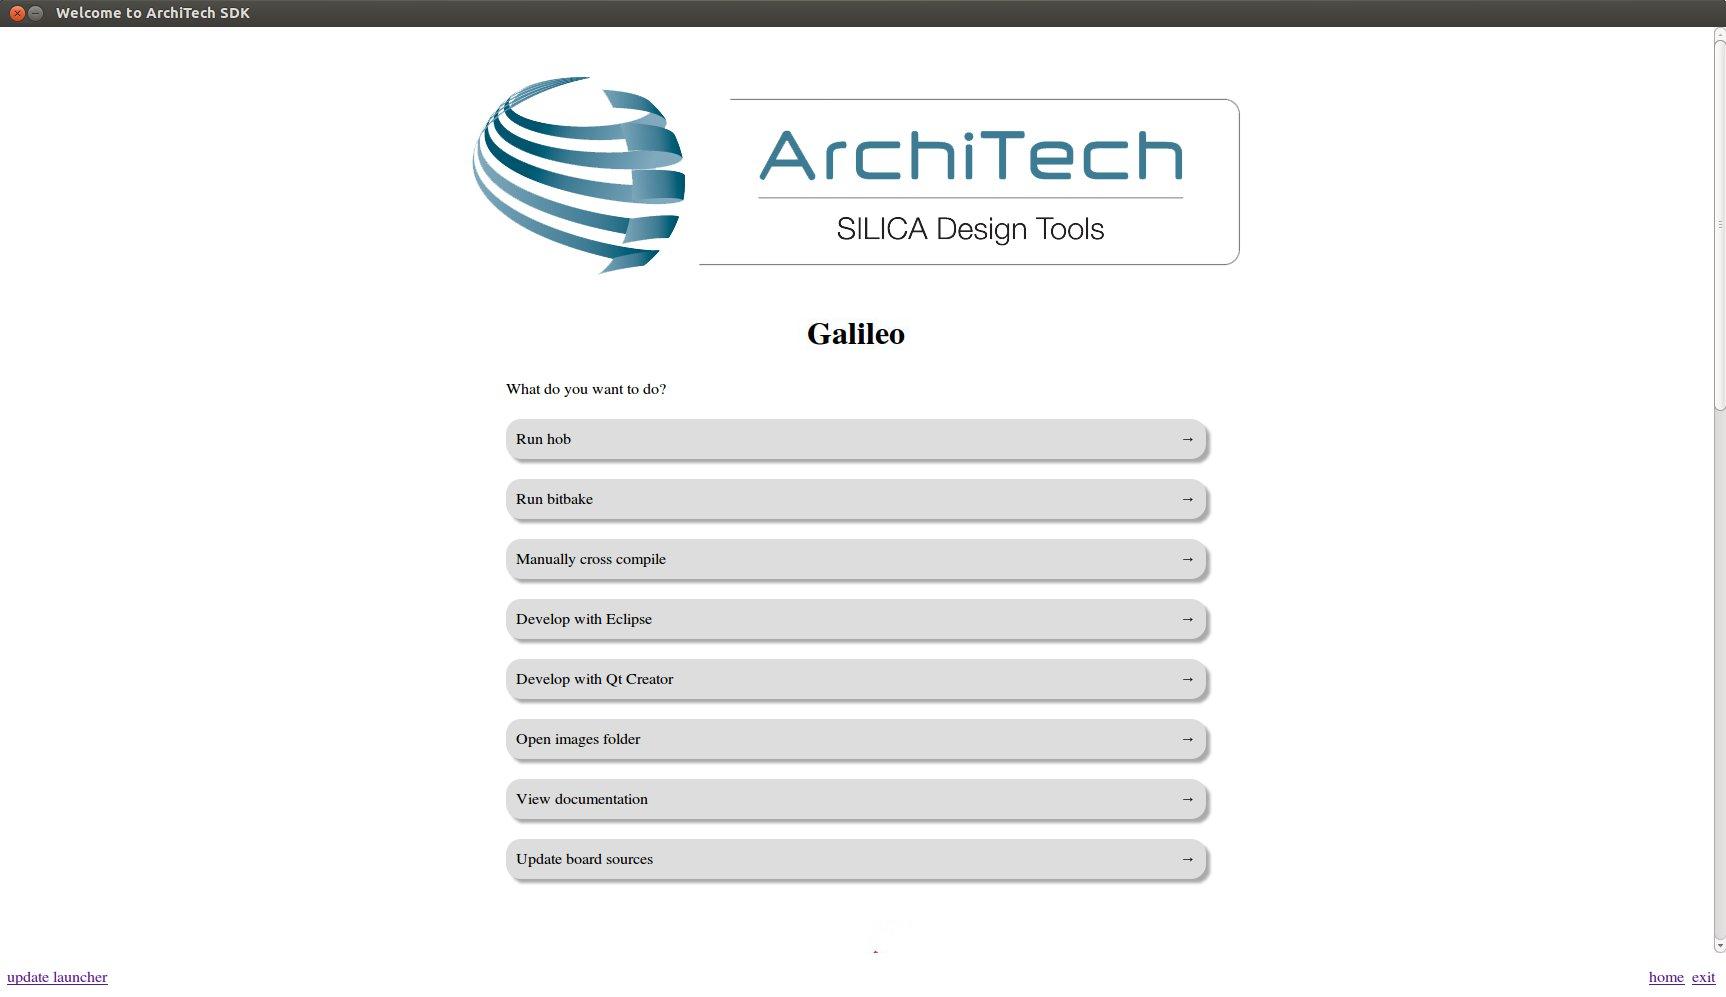 Welcome to ArchiTech SDK
ArchiTech
SILICA Design Tools
Galileo
What do you want to do?
Run hob →
Run bitbake →
Manually cross compile →
Develop with Eclipse →
Develop with Qt Creator →
Open images folder →
View documentation →
Update board sources →
update launcher
home exit